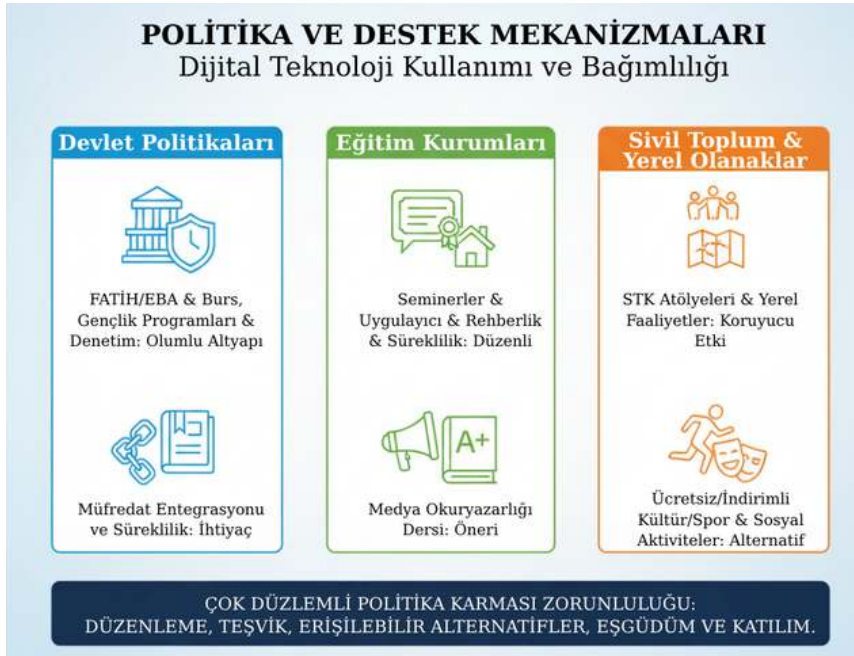 POLİTİKA VE DESTEK MEKANİZMALARI
Dijital Teknoloji Kullanımı ve Bağımlılığı
Devlet Politikaları
FATİH/EBA & Burs,
Gençlik Programları &
Denetim: Olumlu Altyapı
Müfredat Entegrasyonu
ve Süreklilik: İhtiyaç
Eğitim Kurumları
Seminerler &
Uygulayıcı & Rehberlik
& Süreklilik: Düzenli
A+
Medya Okuryazarlığı
Dersi: Öneri
Sivil Toplum &
Yerel Olanaklar
STK Atölyeleri & Yerel
Faaliyetler: Koruyucu
Etki
Ücretsiz/İndirimli
Kültür/Spor & Sosyal
Aktiviteler: Alternatif
ÇOK DÜZLEMLİ POLİTİKA KARMASI ZORUNLULUĞU:
DÜZENLEME, TEŞVİK, ERİŞİLEBİLİR ALTERNATİFLER, EŞGÜDÜM VE KATILIM.